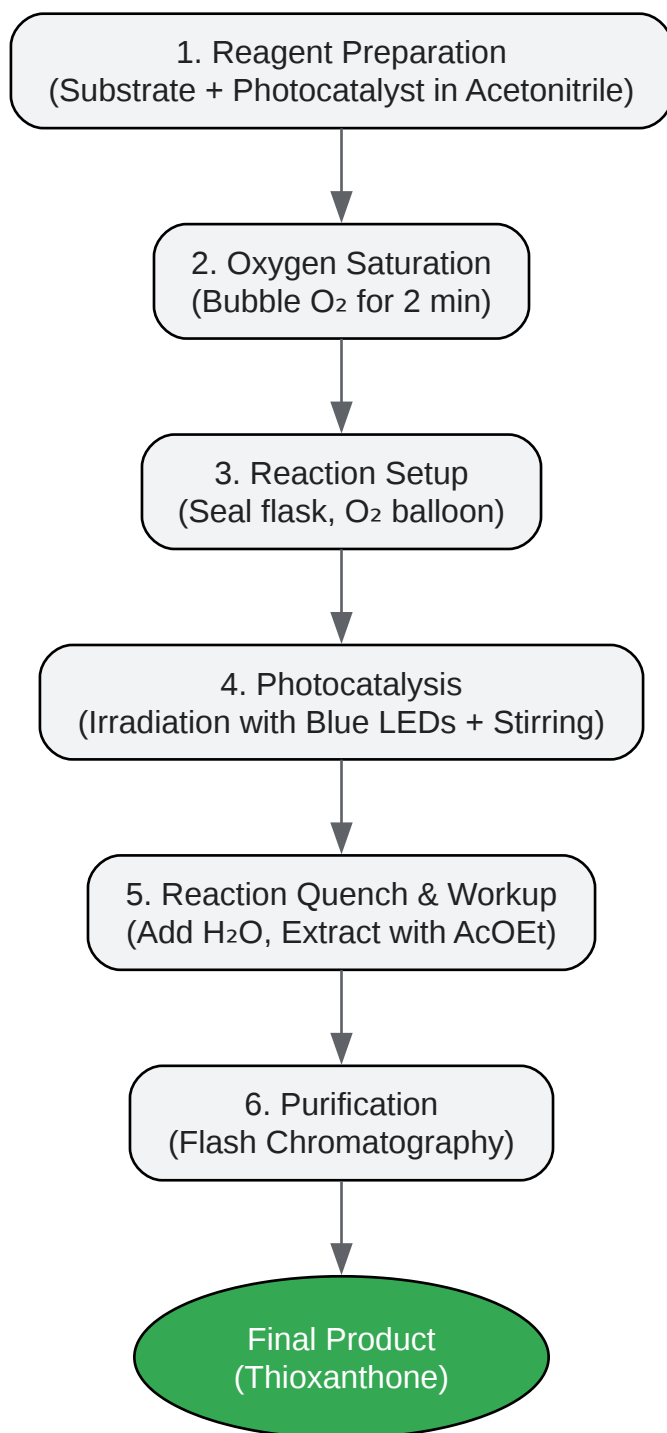 1. Reagent Preparation
(Substrate + Photocatalyst in Acetonitrile)
2. Oxygen Saturation
(Bubble O₂ for 2 min)
3. Reaction Setup
(Seal flask, O₂ balloon)
4. Photocatalysis
(Irradiation with Blue LEDs + Stirring)
5. Reaction Quench & Workup
(Add H₂O, Extract with AcOEt)
6. Purification
(Flash Chromatography)
Final Product
(Thioxanthone)